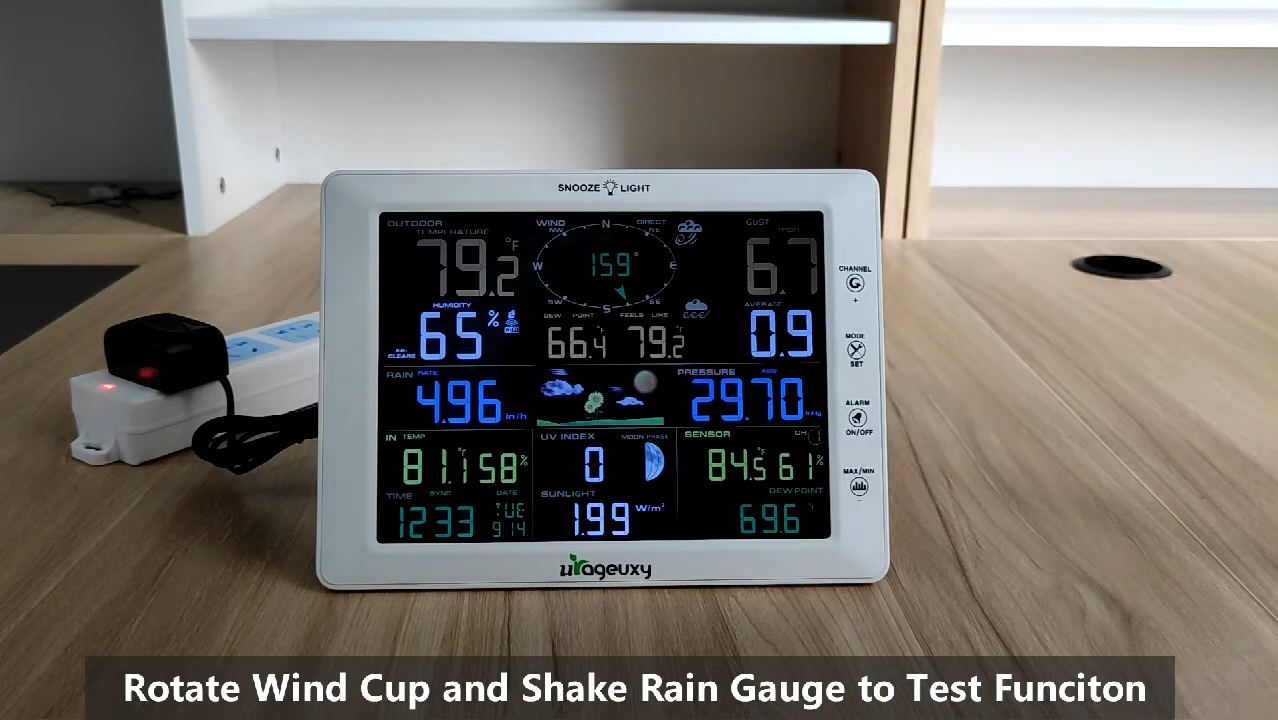 SNOOZE LIGHT
OUTDOOR
TEMPERATURE
79.2°F
WIND DIRECT
N
NW NE
W 159° E
SW SE
S
GUST
mph
6.7
HUMIDITY
65%
DEW POINT FEELS LIKE
66.4°F 79.2°F
AVERAGE
0.9
RAIN RATE
4.96 in/h
PRESSURE ABS
29.70 inHg
IN TEMP
81.1°F 58%
UV INDEX
0
MOON PHASE
SENSOR CH 1
84.5°F 61%
TIME SYNC DATE
12 33 TUE
9.14
SUNLIGHT
1.99 W/m²
DEW POINT
69.6°
CHANNEL
+
MODE
SET
ALARM
ON/OFF
MAX/MIN
-
urageuxy
Rotate Wind Cup and Shake Rain Gauge to Test Funciton